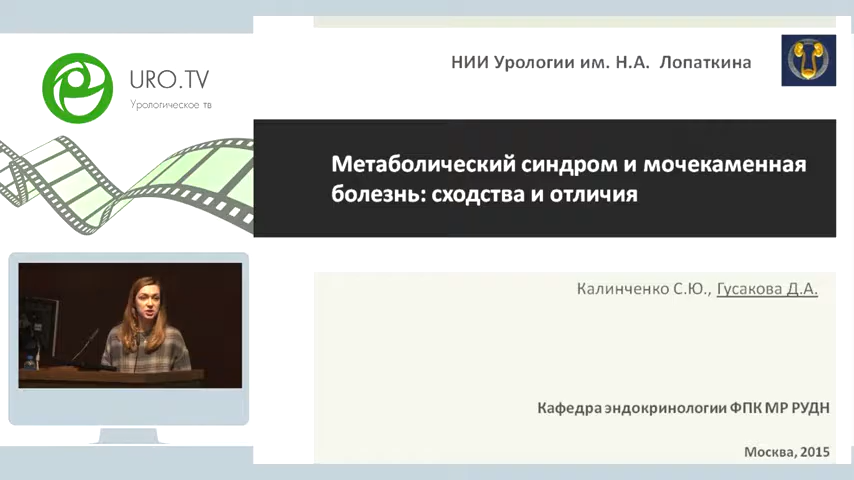 URO.TV
Урологическое тв
НИИ Урологии им. Н.А. Лопаткина
Метаболический синдром и мочекаменная
болезнь: сходства и отличия
Калинченко С.Ю., Гусакова Д.А.
Кафедра эндокринологии ФПК МР РУДН
Москва, 2015